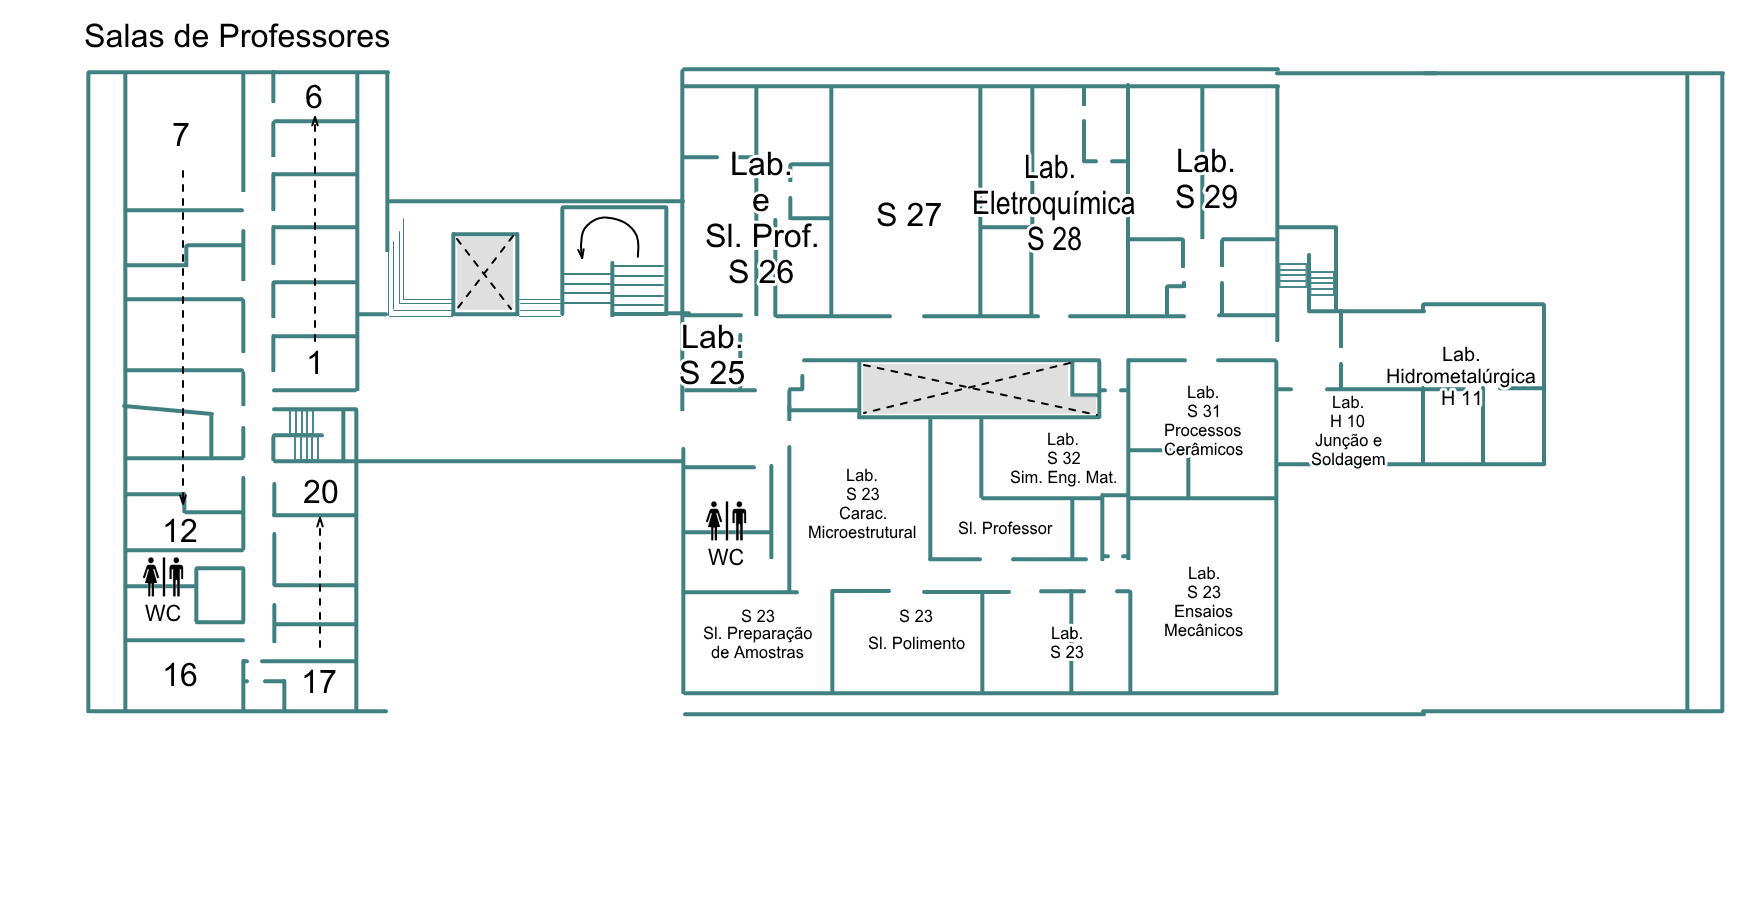 Salas de Professores
6
7
1
20
12
WC
16
17
Lab.
e
Sl. Prof.
S 26
S 27
Lab.
Eletroquímica
S 28
Lab.
S 29
Lab.
S 25
Lab.
Hidrometalúrgica
H 11
Lab.
H 10
Junção e
Soldagem
Lab.
S 31
Processos
Cerâmicos
Lab.
S 32
Sim. Eng. Mat.
Lab.
S 23
Carac.
Microestrutural
Sl. Professor
WC
Lab.
S 23
Ensaios
Mecânicos
S 23
Sl. Preparação
de Amostras
S 23
Sl. Polimento
Lab.
S 23